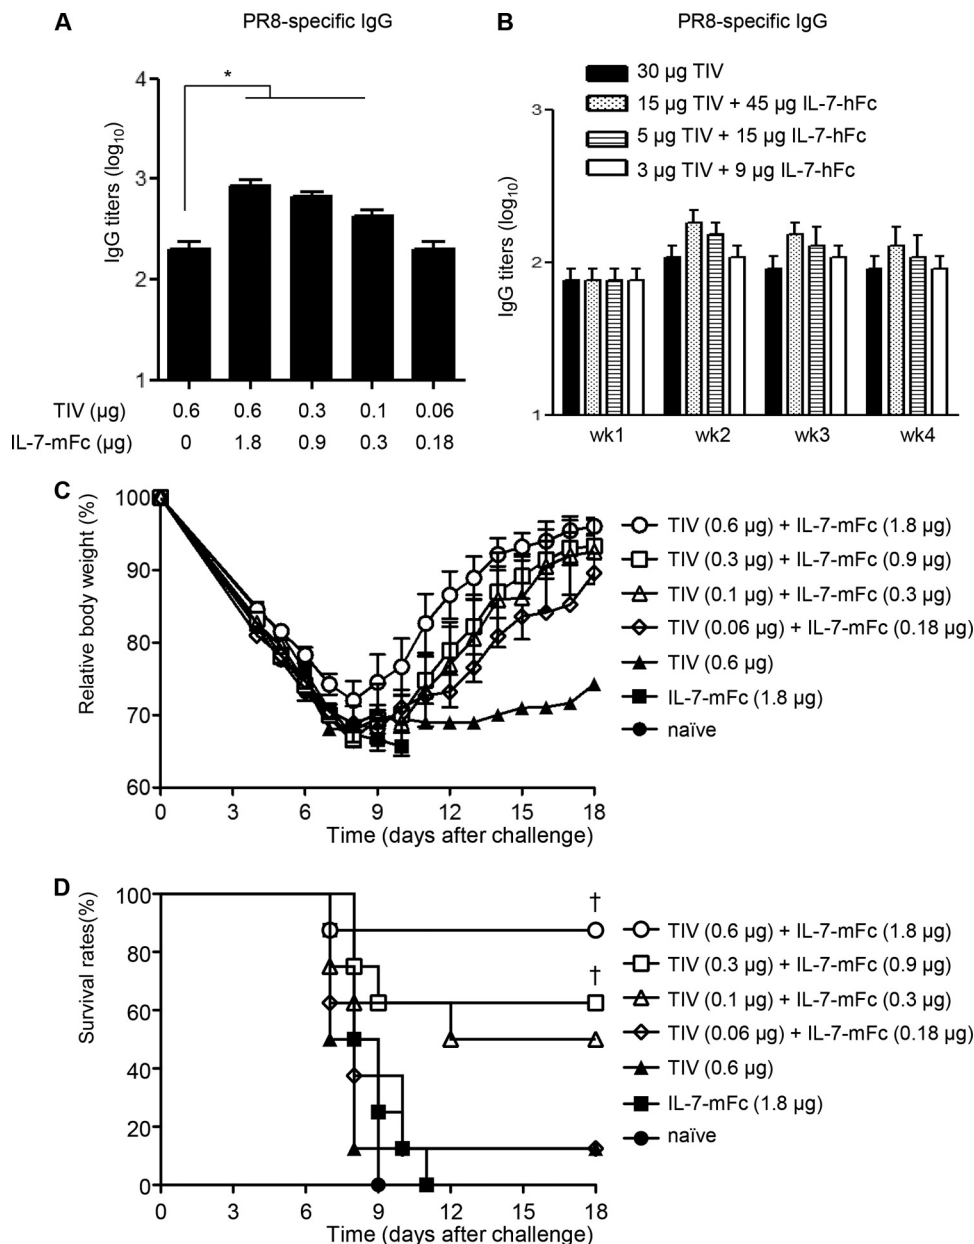 A
PR8-specific IgG
IgG titers (log10)
4
3
2
1
*
TIV (µg) 0.6 0.6 0.3 0.1 0.06
IL-7-mFc (µg) 0 1.8 0.9 0.3 0.18
B
PR8-specific IgG
30 µg TIV
15 µg TIV + 45 µg IL-7-hFc
5 µg TIV + 15 µg IL-7-hFc
3 µg TIV + 9 µg IL-7-hFc
IgG titers (log10)
3
2
1
wk1 wk2 wk3 wk4
C
Relative body weight (%)
100
90
80
70
60
0 3 6 9 12 15 18
Time (days after challenge)
TIV (0.6 µg) + IL-7-mFc (1.8 µg)
TIV (0.3 µg) + IL-7-mFc (0.9 µg)
TIV (0.1 µg) + IL-7-mFc (0.3 µg)
TIV (0.06 µg) + IL-7-mFc (0.18 µg)
TIV (0.6 µg)
IL-7-mFc (1.8 µg)
naïve
D
Survival rates(%)
100
80
60
40
20
0
0 3 6 9 12 15 18
Time (days after challenge)
†
†
TIV (0.6 µg) + IL-7-mFc (1.8 µg)
TIV (0.3 µg) + IL-7-mFc (0.9 µg)
TIV (0.1 µg) + IL-7-mFc (0.3 µg)
TIV (0.06 µg) + IL-7-mFc (0.18 µg)
TIV (0.6 µg)
IL-7-mFc (1.8 µg)
naïve